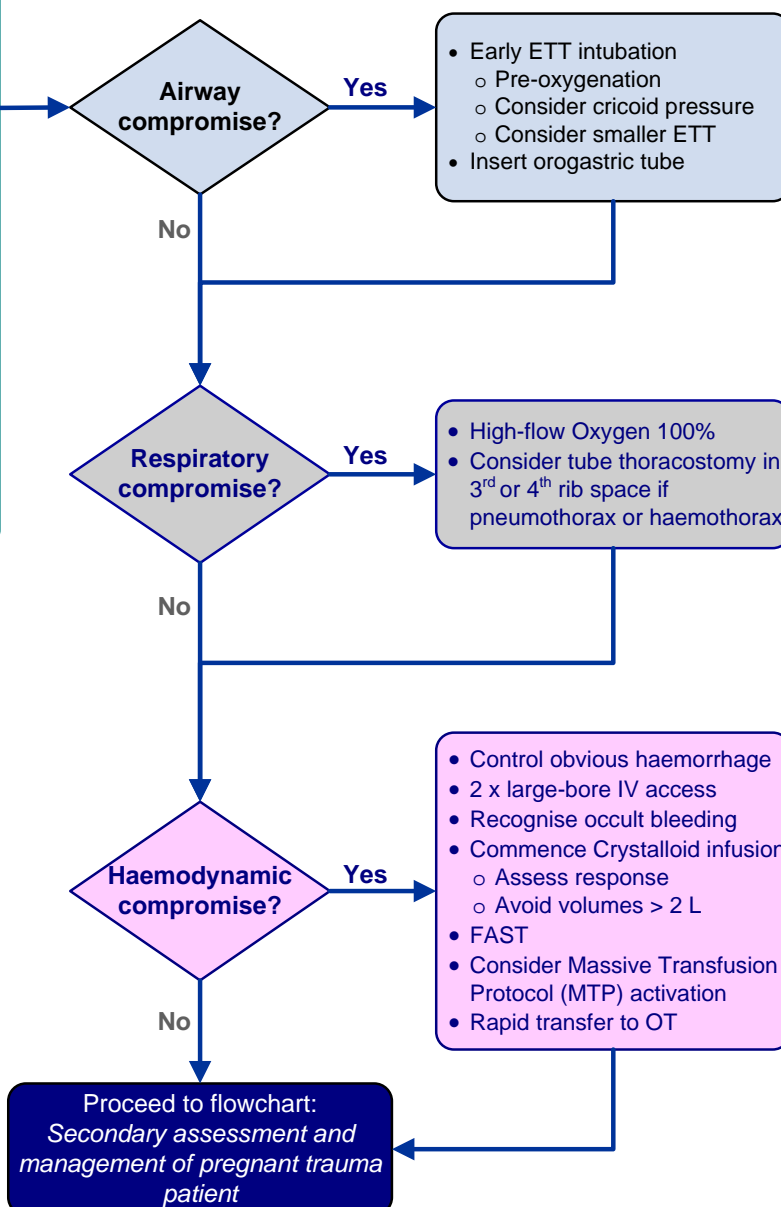 Airway
compromise?
Yes
• Early ETT intubation
o Pre-oxygenation
o Consider cricoid pressure
o Consider smaller ETT
• Insert orogastric tube
No
Respiratory
compromise?
Yes
• High-flow Oxygen 100%
• Consider tube thoracostomy in
3rd or 4th rib space if
pneumothorax or haemothorax
No
Haemodynamic
compromise?
Yes
• Control obvious haemorrhage
• 2 x large-bore IV access
• Recognise occult bleeding
• Commence Crystalloid infusion
o Assess response
o Avoid volumes > 2 L
• FAST
• Consider Massive Transfusion
Protocol (MTP) activation
• Rapid transfer to OT
No
Proceed to flowchart:
Secondary assessment and
management of pregnant trauma
patient